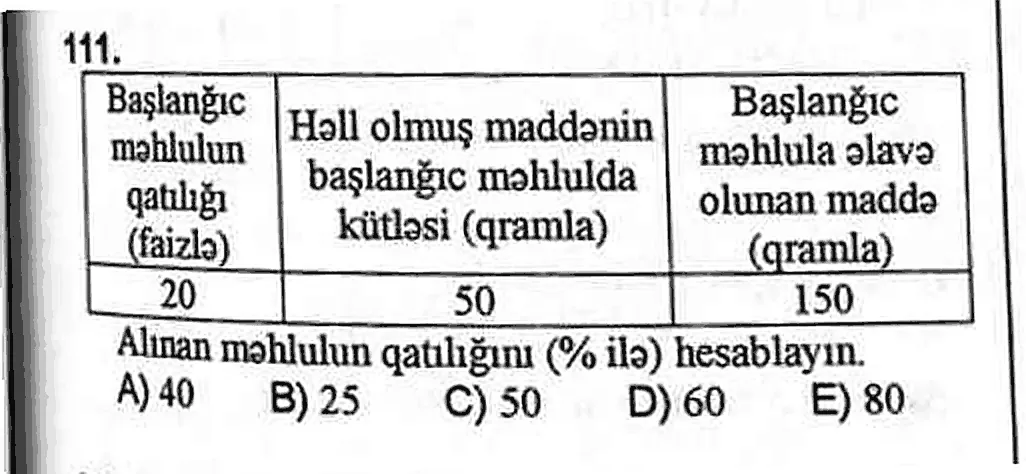 111.
Başlanğıc
məhlulun
qatılığı
(faizlə)
Həll olmuş maddənin
başlanğıc məhlulda
kütləsi (qramla)
Başlanğıc
məhlula əlavə
olunan maddə
(qramla)
20 50 150
Alınan məhlulun qatılığını (% ilə) hesablayın.
A) 40 B) 25 C) 50 D) 60 E) 80